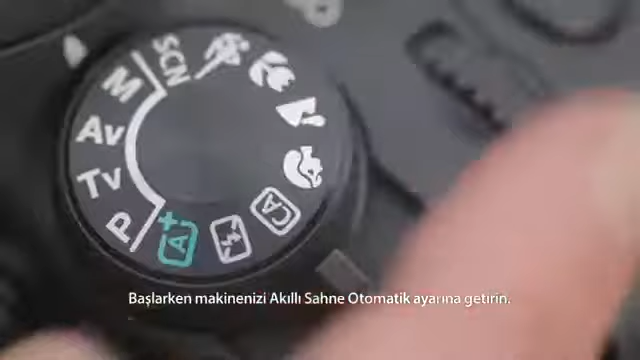 SCN
M
Av
Tv
P
A+
CA
Başlarken makinenizi Akıllı Sahne Otomatik ayarına getirin.